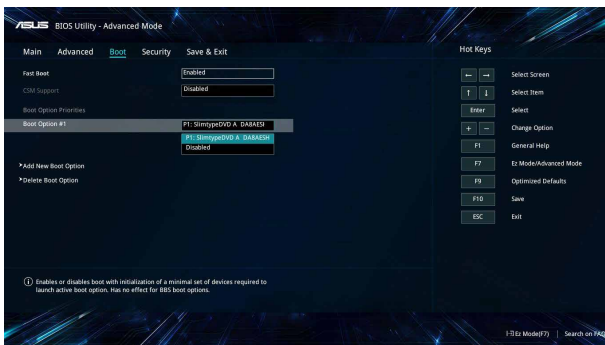 ASUS BIOS Utility - Advanced Mode
Main Advanced Boot Security Save & Exit
Hot Keys
Fast Boot Enabled
CSM Support Disabled
Boot Option Priorities
Boot Option #1 P1: SlimtypeDVD A DA8AESI
P1: SlimtypeDVD A DA8AESH
Disabled
>Add New Boot Option
>Delete Boot Option
← → Select Screen
↑ ↓ Select Item
Enter Select
+ − Change Option
F1 General Help
F7 Ez Mode/Advanced Mode
F9 Optimized Defaults
F10 Save
ESC Exit
Enables or disables boot with initialization of a minimal set of devices required to
launch active boot option. Has no effect for BBS boot options.
Ez Mode(F7) | Search on FAQ